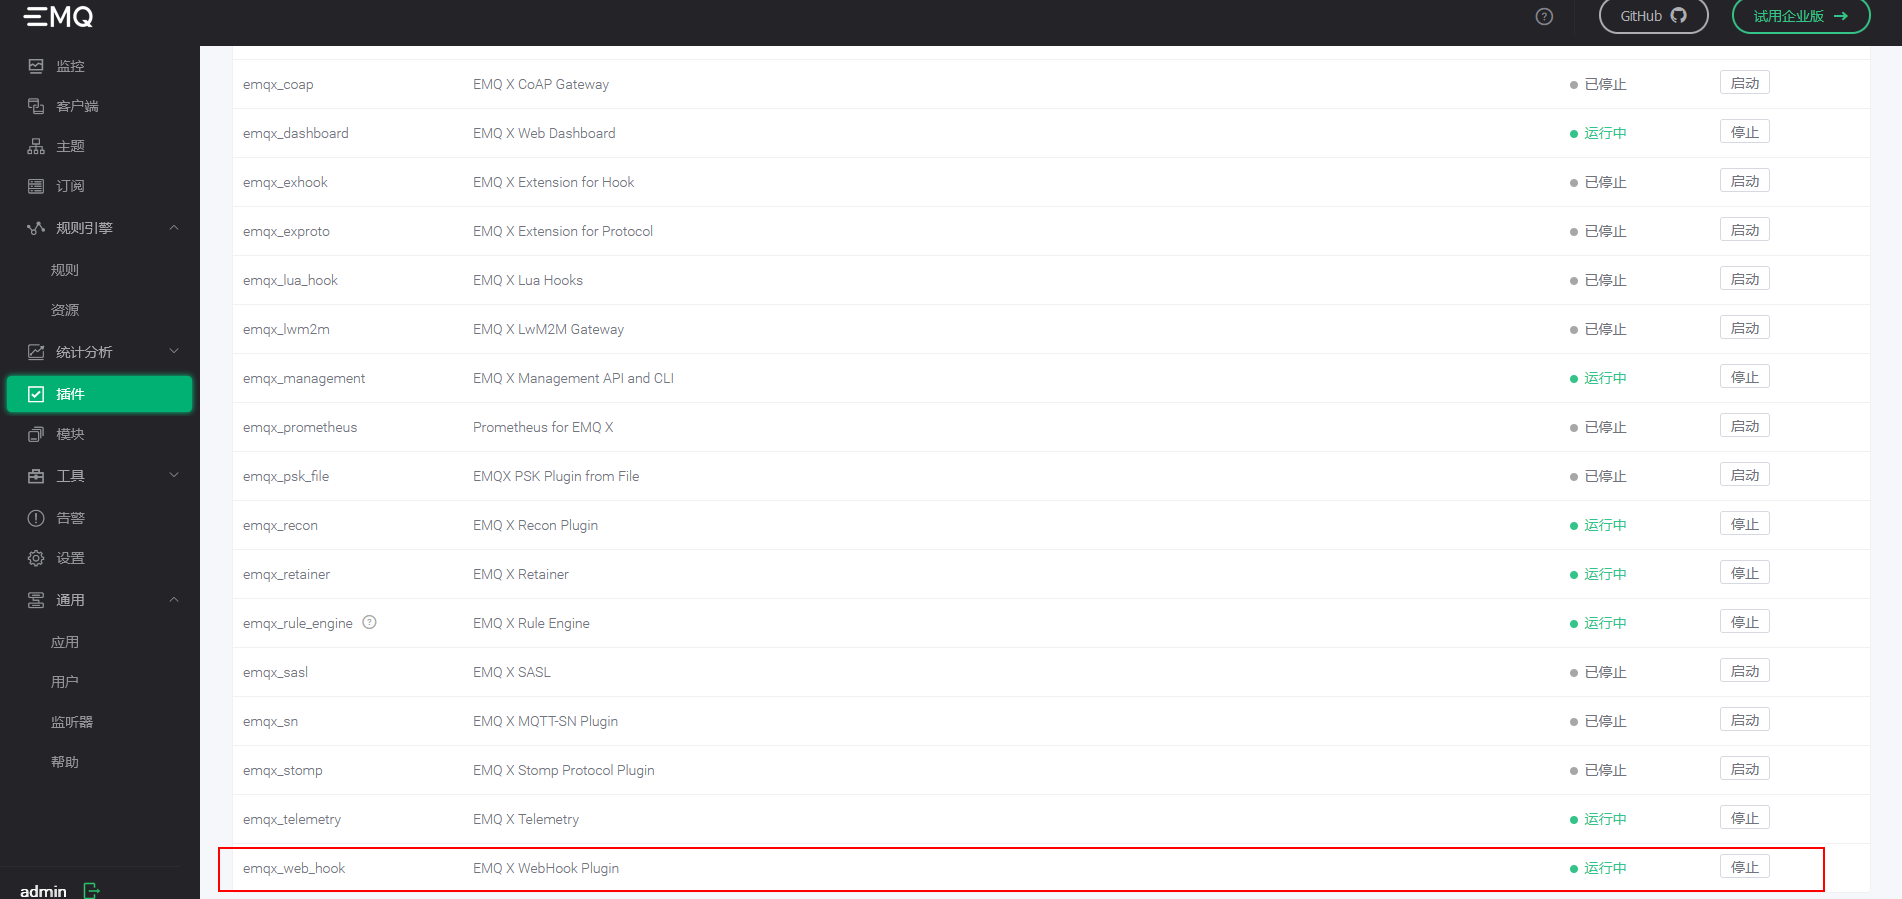 EMQ
GitHub
试用企业版 →
监控
客户端
主题
订阅
规则引擎
规则
资源
统计分析
插件
模块
工具
告警
设置
通用
应用
用户
监听器
帮助
admin
emqx_coap EMQ X CoAP Gateway 已停止 启动
emqx_dashboard EMQ X Web Dashboard 运行中 停止
emqx_exhook EMQ X Extension for Hook 已停止 启动
emqx_exproto EMQ X Extension for Protocol 已停止 启动
emqx_lua_hook EMQ X Lua Hooks 已停止 启动
emqx_lwm2m EMQ X LwM2M Gateway 已停止 启动
emqx_management EMQ X Management API and CLI 运行中 停止
emqx_prometheus Prometheus for EMQ X 已停止 启动
emqx_psk_file EMQX PSK Plugin from File 已停止 启动
emqx_recon EMQ X Recon Plugin 运行中 停止
emqx_retainer EMQ X Retainer 运行中 停止
emqx_rule_engine ? EMQ X Rule Engine 运行中 停止
emqx_sasl EMQ X SASL 已停止 启动
emqx_sn EMQ X MQTT-SN Plugin 已停止 启动
emqx_stomp EMQ X Stomp Protocol Plugin 已停止 启动
emqx_telemetry EMQ X Telemetry 运行中 停止
emqx_web_hook EMQ X WebHook Plugin 运行中 停止